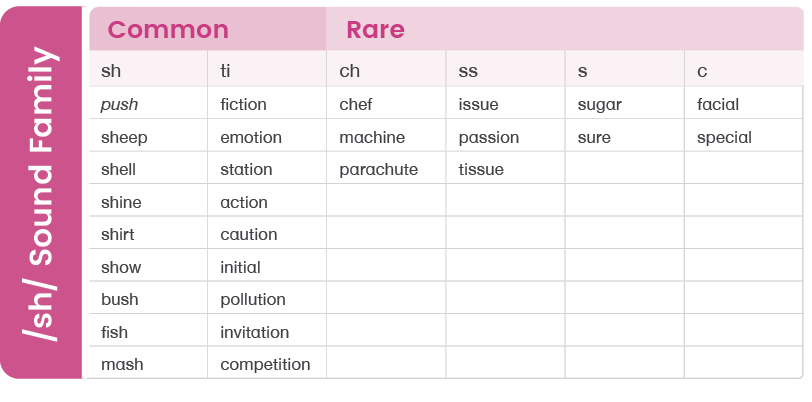 /sh/ Sound Family
Common Rare
sh ti ch ss s c
push fiction chef issue sugar facial
sheep emotion machine passion sure special
shell station parachute tissue
shine action
shirt caution
show initial
bush pollution
fish invitation
mash competition